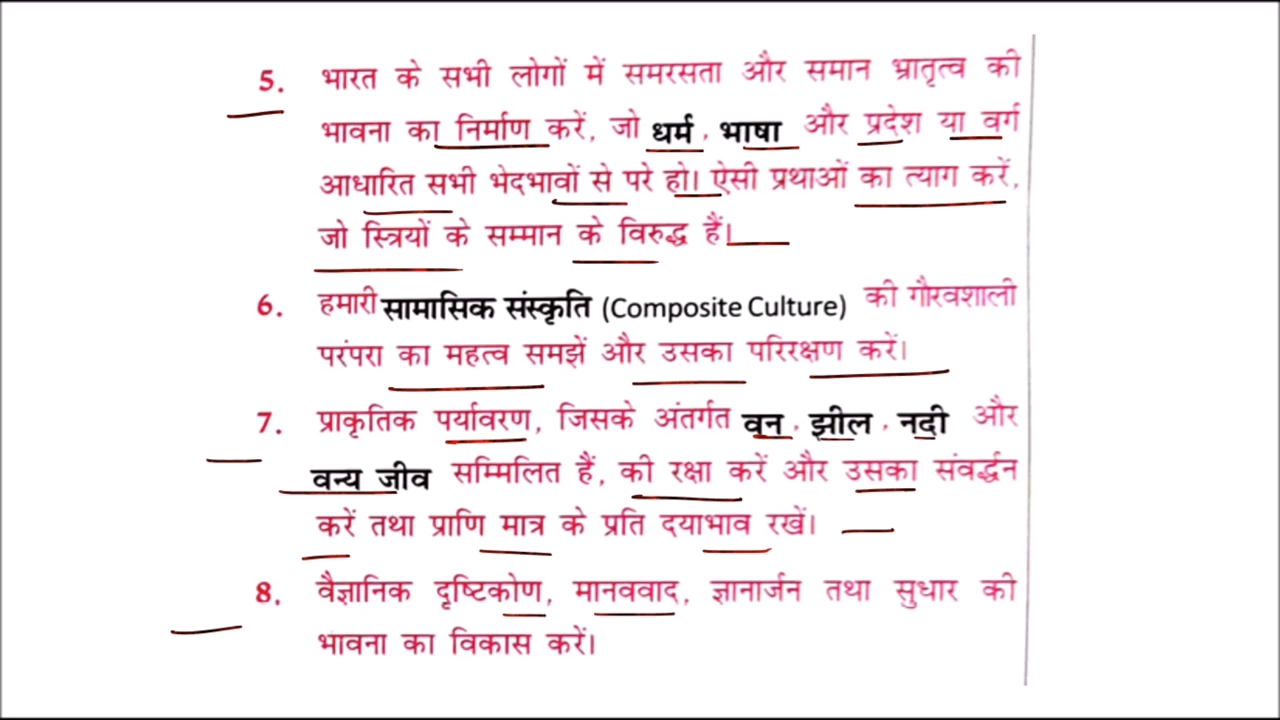 5. भारत के सभी लोगों में समरसता और समान भ्रातृत्व की
भावना का निर्माण करें, जो धर्म, भाषा और प्रदेश या वर्ग
आधारित सभी भेदभावों से परे हो। ऐसी प्रथाओं का त्याग करें,
जो स्त्रियों के सम्मान के विरुद्ध हैं।
6. हमारी सामासिक संस्कृति (Composite Culture) की गौरवशाली
परंपरा का महत्व समझें और उसका परिरक्षण करें।
7. प्राकृतिक पर्यावरण, जिसके अंतर्गत वन, झील, नदी और
वन्य जीव सम्मिलित हैं, की रक्षा करें और उसका संवर्द्धन
करें तथा प्राणि मात्र के प्रति दयाभाव रखें।
8. वैज्ञानिक दृष्टिकोण, मानववाद, ज्ञानार्जन तथा सुधार की
भावना का विकास करें।